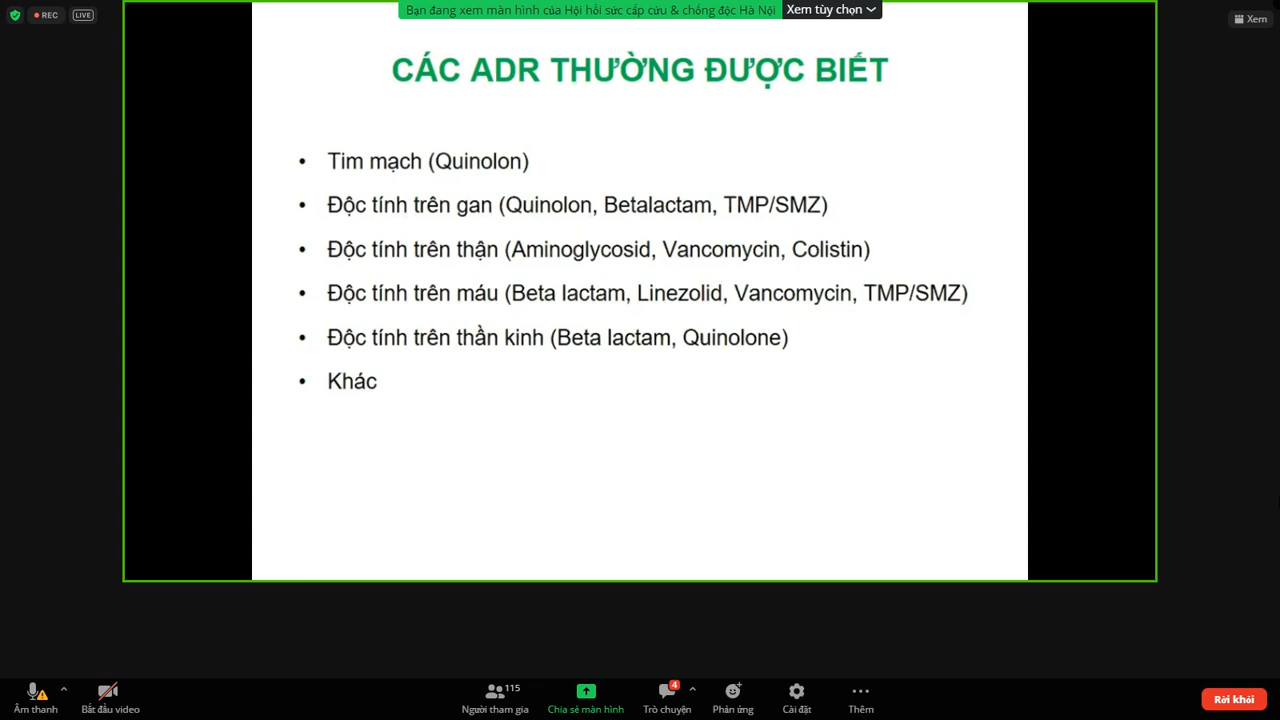 REC
LIVE
Bạn đang xem màn hình của Hội hồi sức cấp cứu & chống độc Hà Nội
Xem tùy chọn
Xem
CÁC ADR THƯỜNG ĐƯỢC BIẾT
• Tim mạch (Quinolon)
• Độc tính trên gan (Quinolon, Betalactam, TMP/SMZ)
• Độc tính trên thận (Aminoglycosid, Vancomycin, Colistin)
• Độc tính trên máu (Beta lactam, Linezolid, Vancomycin, TMP/SMZ)
• Độc tính trên thần kinh (Beta lactam, Quinolone)
• Khác
115
4
Âm thanh
Bắt đầu video
Người tham gia
Chia sẻ màn hình
Trò chuyện
Phản ứng
Cài đặt
Thêm
Rời khỏi